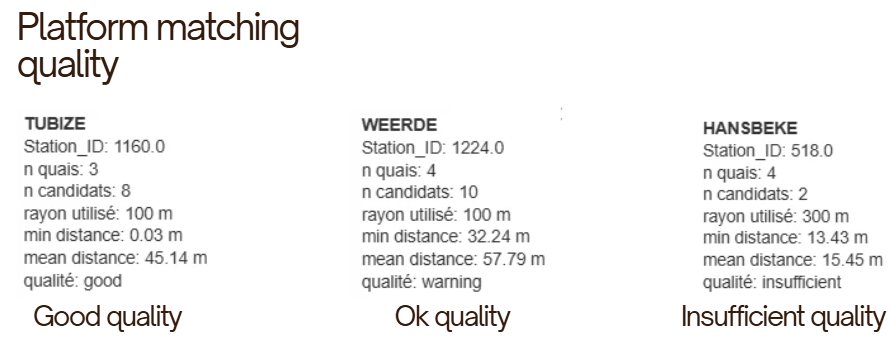 Platform matching
quality
TUBIZE
Station_ID: 1160.0
n quais: 3
n candidats: 8
rayon utilisé: 100 m
min distance: 0.03 m
mean distance: 45.14 m
qualité: good
Good quality
WEERDE
Station_ID: 1224.0
n quais: 4
n candidats: 10
rayon utilisé: 100 m
min distance: 32.24 m
mean distance: 57.79 m
qualité: warning
Ok quality
HANSBEKE
Station_ID: 518.0
n quais: 4
n candidats: 2
rayon utilisé: 300 m
min distance: 13.43 m
mean distance: 15.45 m
qualité: insufficient
Insufficient quality